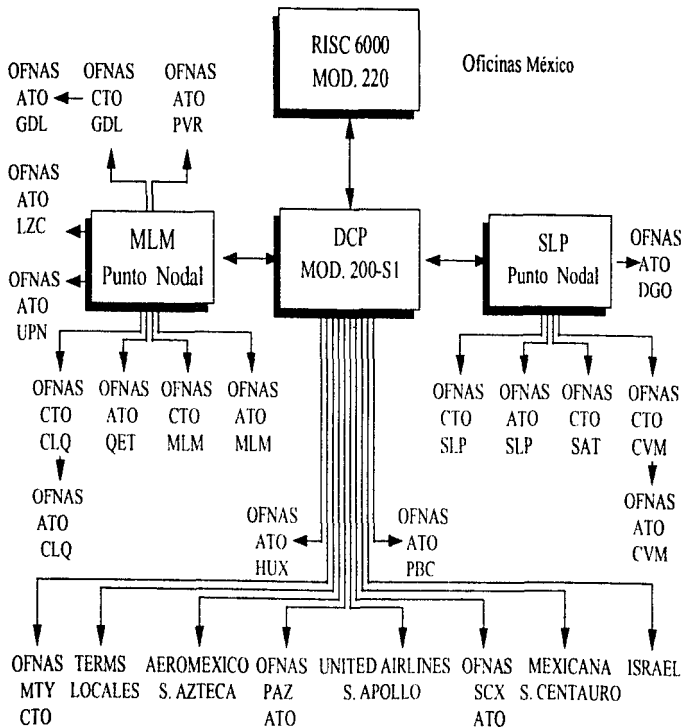 RISC 6000
MOD. 220
Oficinas México
OFNAS
ATO
GDL
OFNAS
CTO
GDL
OFNAS
ATO
PVR
OFNAS
ATO
LZC
OFNAS
ATO
UPN
MLM
Punto Nodal
DCP
MOD. 200-S1
SLP
Punto Nodal
OFNAS
ATO
DGO
OFNAS
CTO
CLQ
OFNAS
ATO
QET
OFNAS
CTO
MLM
OFNAS
ATO
MLM
OFNAS
CTO
SLP
OFNAS
ATO
SLP
OFNAS
CTO
SAT
OFNAS
CTO
CVM
OFNAS
ATO
CLQ
OFNAS
ATO
HUX
OFNAS
ATO
PBC
OFNAS
ATO
CVM
OFNAS
MTY
CTO
TERMS
LOCALES
AEROMEXICO
S. AZTECA
OFNAS
PAZ
ATO
UNITED AIRLINES
S. APOLLO
OFNAS
SCX
ATO
MEXICANA
S. CENTAURO
ISRAEL